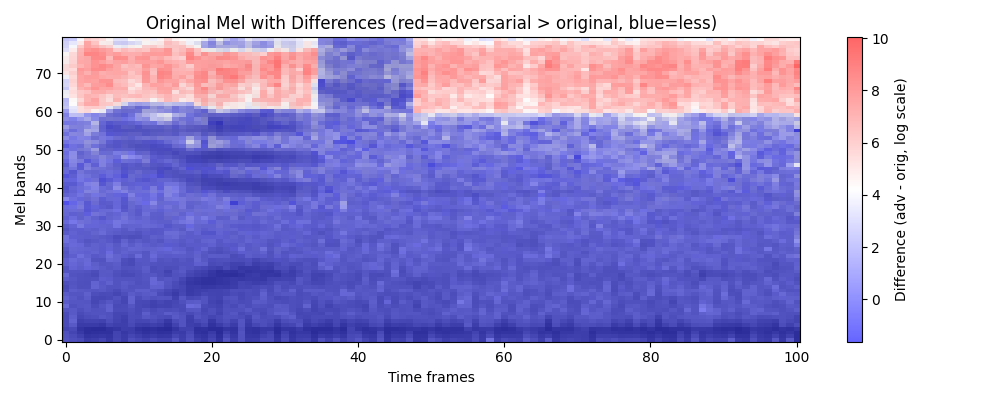 Original Mel with Differences (red=adversarial > original, blue=less)
Mel bands
70
60
50
40
30
20
10
0
0 20 40 60 80 100
Time frames
10
8
6
4
2
0
Difference (adv - orig, log scale)